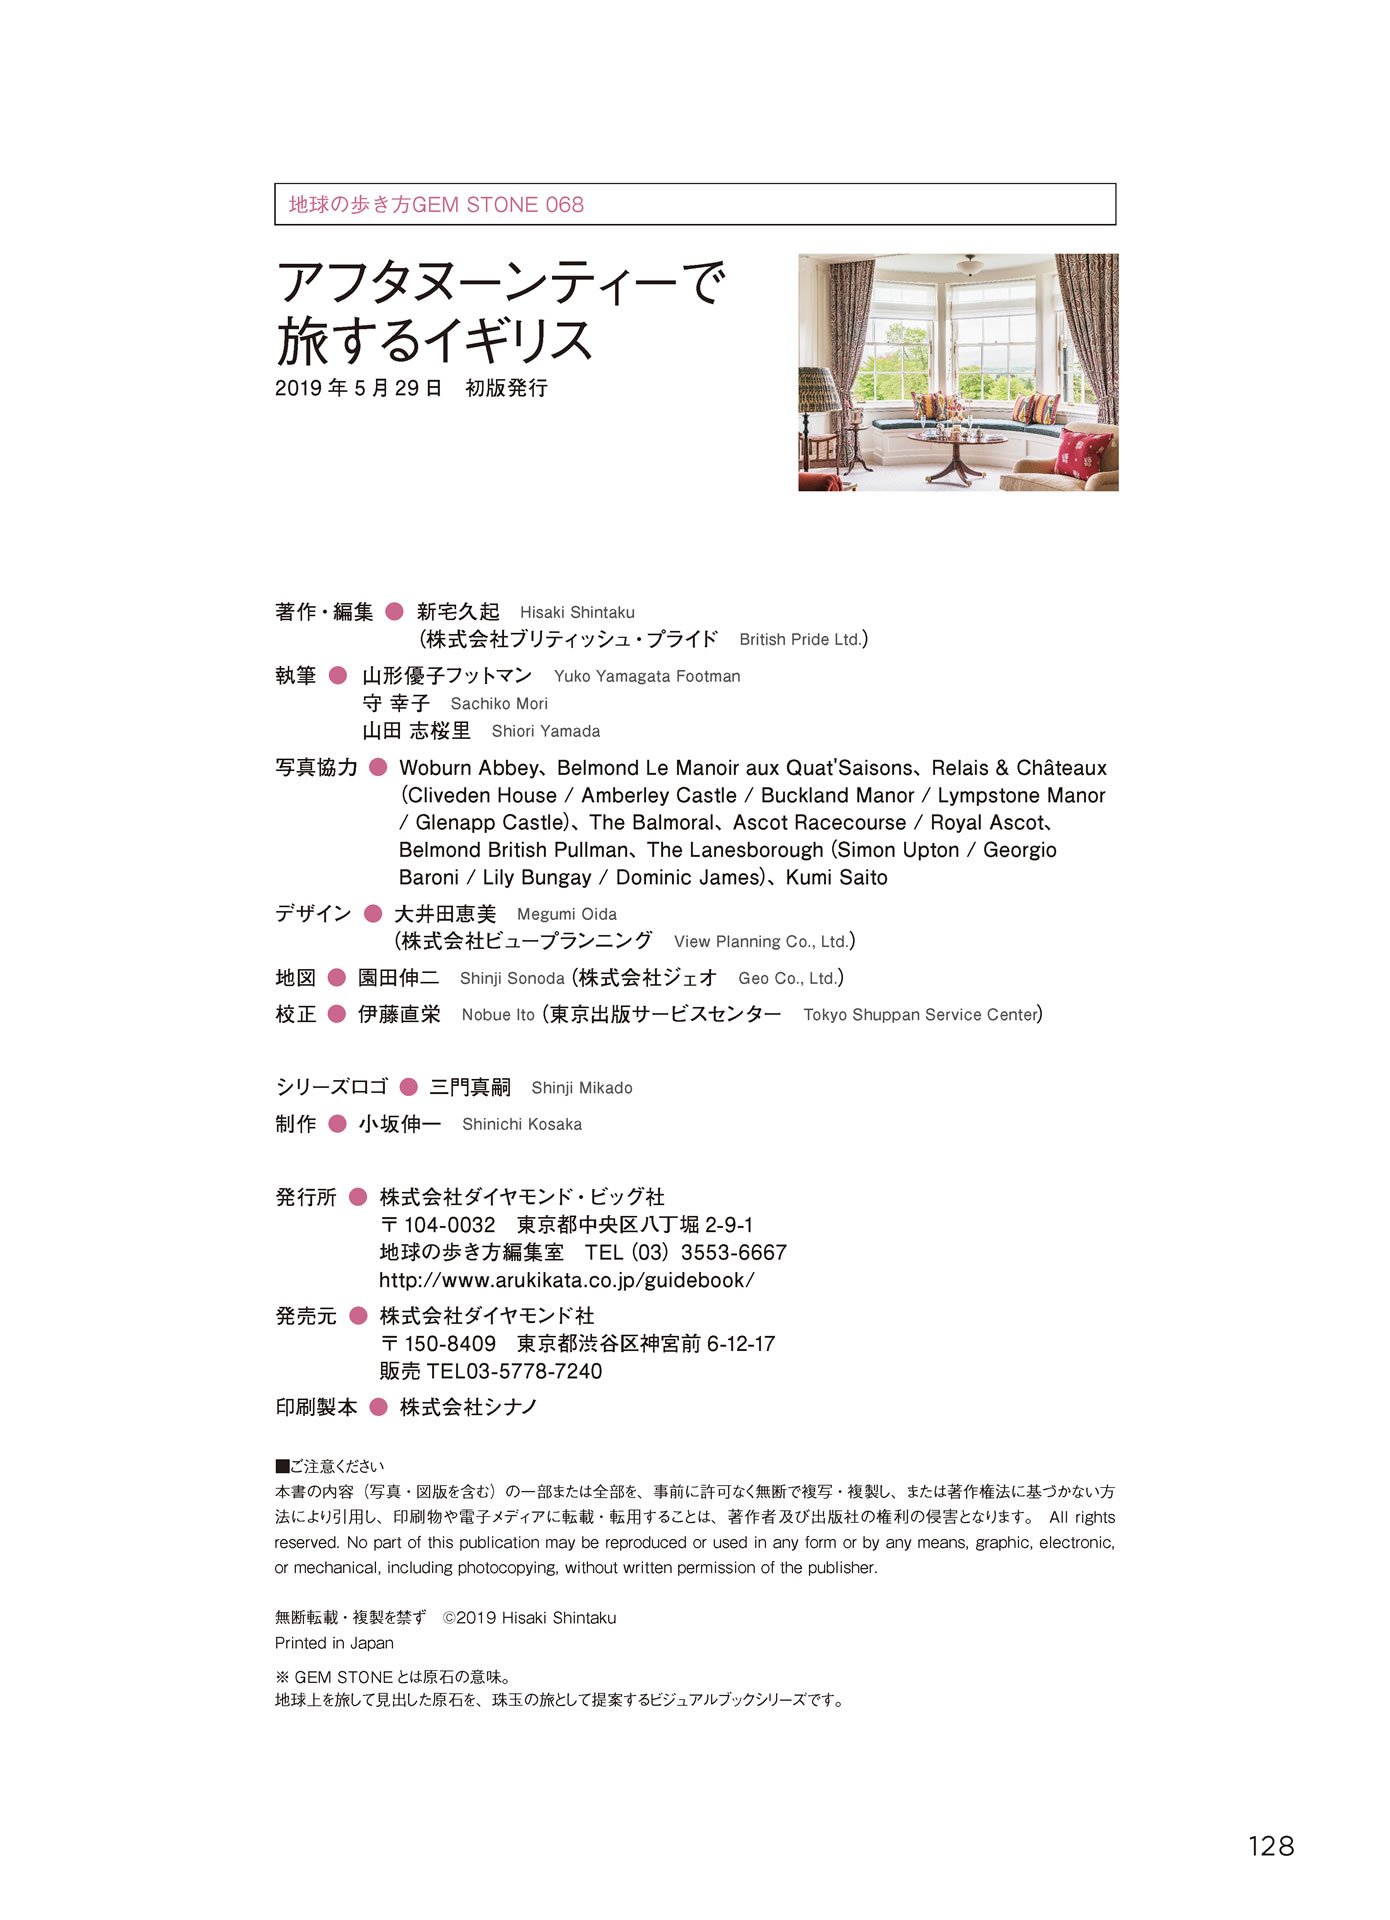 地球の歩き方GEM STONE 068
アフタヌーンティーで
旅するイギリス
2019 年 5 月 29 日　初版発行
著作・編集 ● 新宅久起　Hisaki Shintaku
（株式会社ブリティッシュ・プライド　British Pride Ltd.）
執筆 ● 山形優子フットマン　Yuko Yamagata Footman
守 幸子　Sachiko Mori
山田 志桜里　Shiori Yamada
写真協力 ● Woburn Abbey、Belmond Le Manoir aux Quat'Saisons、Relais & Châteaux
（Cliveden House / Amberley Castle / Buckland Manor / Lympstone Manor
/ Glenapp Castle）、The Balmoral、Ascot Racecourse / Royal Ascot、
Belmond British Pullman、The Lanesborough（Simon Upton / Georgio
Baroni / Lily Bungay / Dominic James）、Kumi Saito
デザイン ● 大井田恵美　Megumi Oida
（株式会社ビュープランニング　View Planning Co., Ltd.）
地図 ● 園田伸二　Shinji Sonoda（株式会社ジェオ　Geo Co., Ltd.）
校正 ● 伊藤直栄　Nobue Ito（東京出版サービスセンター　Tokyo Shuppan Service Center）
シリーズロゴ ● 三門真嗣　Shinji Mikado
制作 ● 小坂伸一　Shinichi Kosaka
発行所 ● 株式会社ダイヤモンド・ビッグ社
〒 104-0032　東京都中央区八丁堀 2-9-1
地球の歩き方編集室　TEL（03）3553-6667
http://www.arukikata.co.jp/guidebook/
発売元 ● 株式会社ダイヤモンド社
〒 150-8409　東京都渋谷区神宮前 6-12-17
販売 TEL03-5778-7240
印刷製本 ● 株式会社シナノ
■ご注意ください
本書の内容（写真・図版を含む）の一部または全部を、事前に許可なく無断で複写・複製し、または著作権法に基づかない方
法により引用し、印刷物や電子メディアに転載・転用することは、著作者及び出版社の権利の侵害となります。 All rights
reserved. No part of this publication may be reproduced or used in any form or by any means, graphic, electronic,
or mechanical, including photocopying, without written permission of the publisher.
無断転載・複製を禁ず　©2019 Hisaki Shintaku
Printed in Japan
※ GEM STONE とは原石の意味。
地球上を旅して見出した原石を、珠玉の旅として提案するビジュアルブックシリーズです。
128